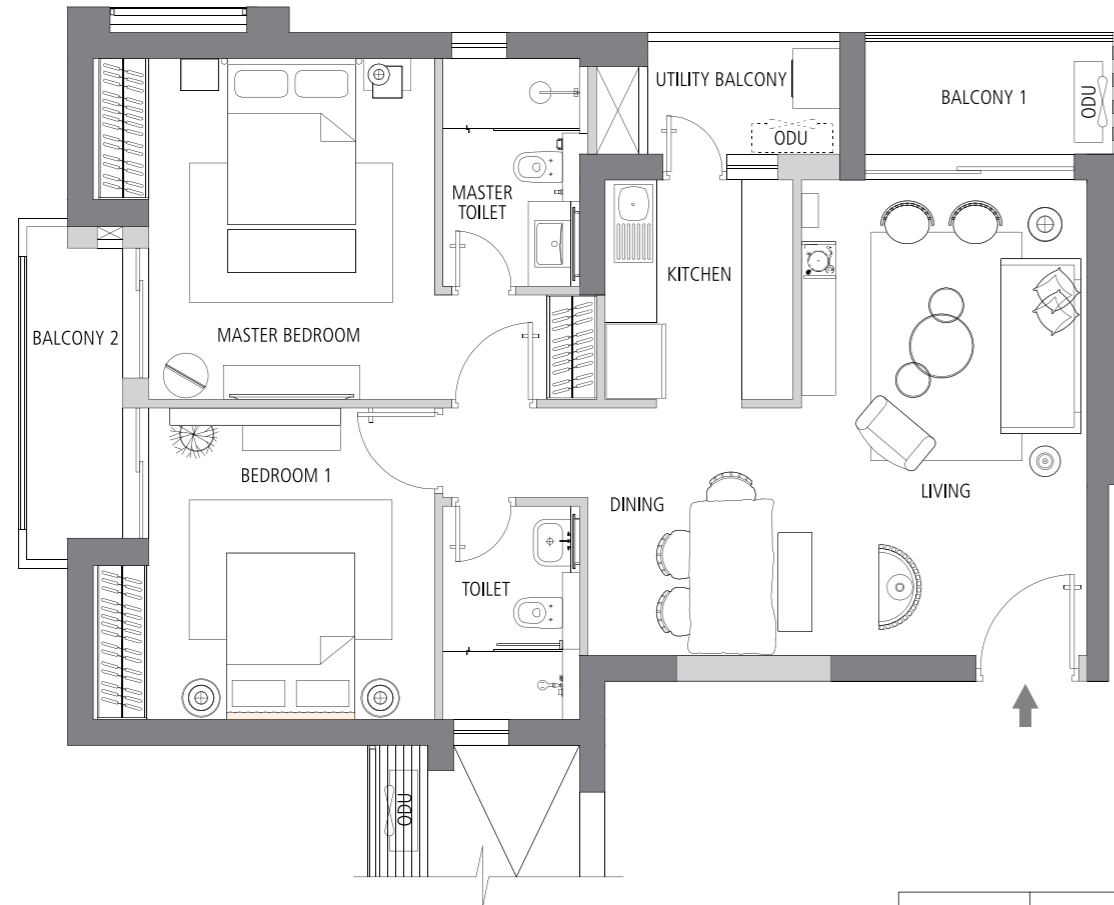 UTILITY BALCONY
BALCONY 1
ODU
ODU
MASTER
TOILET
KITCHEN
BALCONY 2
MASTER BEDROOM
BEDROOM 1
LIVING
DINING
TOILET
ODU